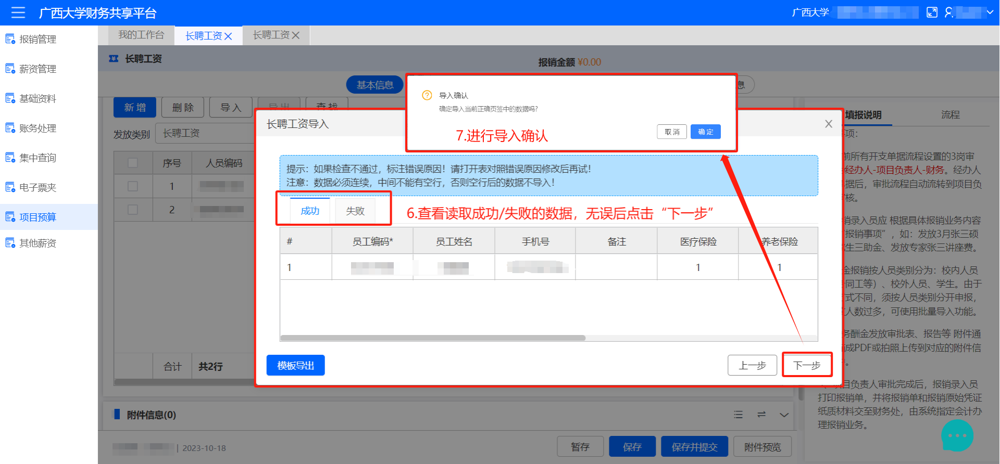 广西大学财务共享平台
广西大学
报销管理
薪资管理
基础资料
账务处理
集中查询
电子票夹
项目预算
其他薪资
我的工作台
长聘工资
长聘工资
长聘工资
报销金额 ¥0.00
基本信息
息
新 增
删 除
导 入
导 出
查 找
发放类别
长聘工资
序号
人员编码
1
2
合计
共2行
导入确认
确定导入当前正确页签中的数据吗?
取 消
确 定
7.进行导入确认
长聘工资导入
提示：如果检查不通过，标注错误原因！请打开表对照错误原因修改后再试！
注意：数据必须连续，中间不能有空行，否则空行后的数据不导入！
成功
失败
6.查看读取成功/失败的数据，无误后点击“下一步”
# 员工编码* 员工姓名 手机号 备注 医疗保险 养老保险
1 1 1
模板导出
上一步
下一步
填报说明
流程
项：
前所有开支单据流程设置的3岗审
经办人-项目负责人-财务。经办人
据后，审批流程自动流转到项目负
核。
销录入员应 根据具体报销业务内容
报销事项”，如：发放3月张三硕
生三助金、发放专家张三讲座费。
金报销按人员类别分为：校内人员
同工等）、校外人员、学生。由于
式不同，须按人员类别分开申报，
人数过多，可使用批量导入功能。
务酬金发放审批表、报告等 附件通
成PDF或拍照上传到对应的附件信
。
目负责人审批完成后，报销录入员
打印报销单，并将报销单和报销原始凭证
纸质材料交至财务处，由系统指定会计办
理报销业务。
附件信息(0)
| 2023-10-18
暂存
保存
保存并提交
附件预览